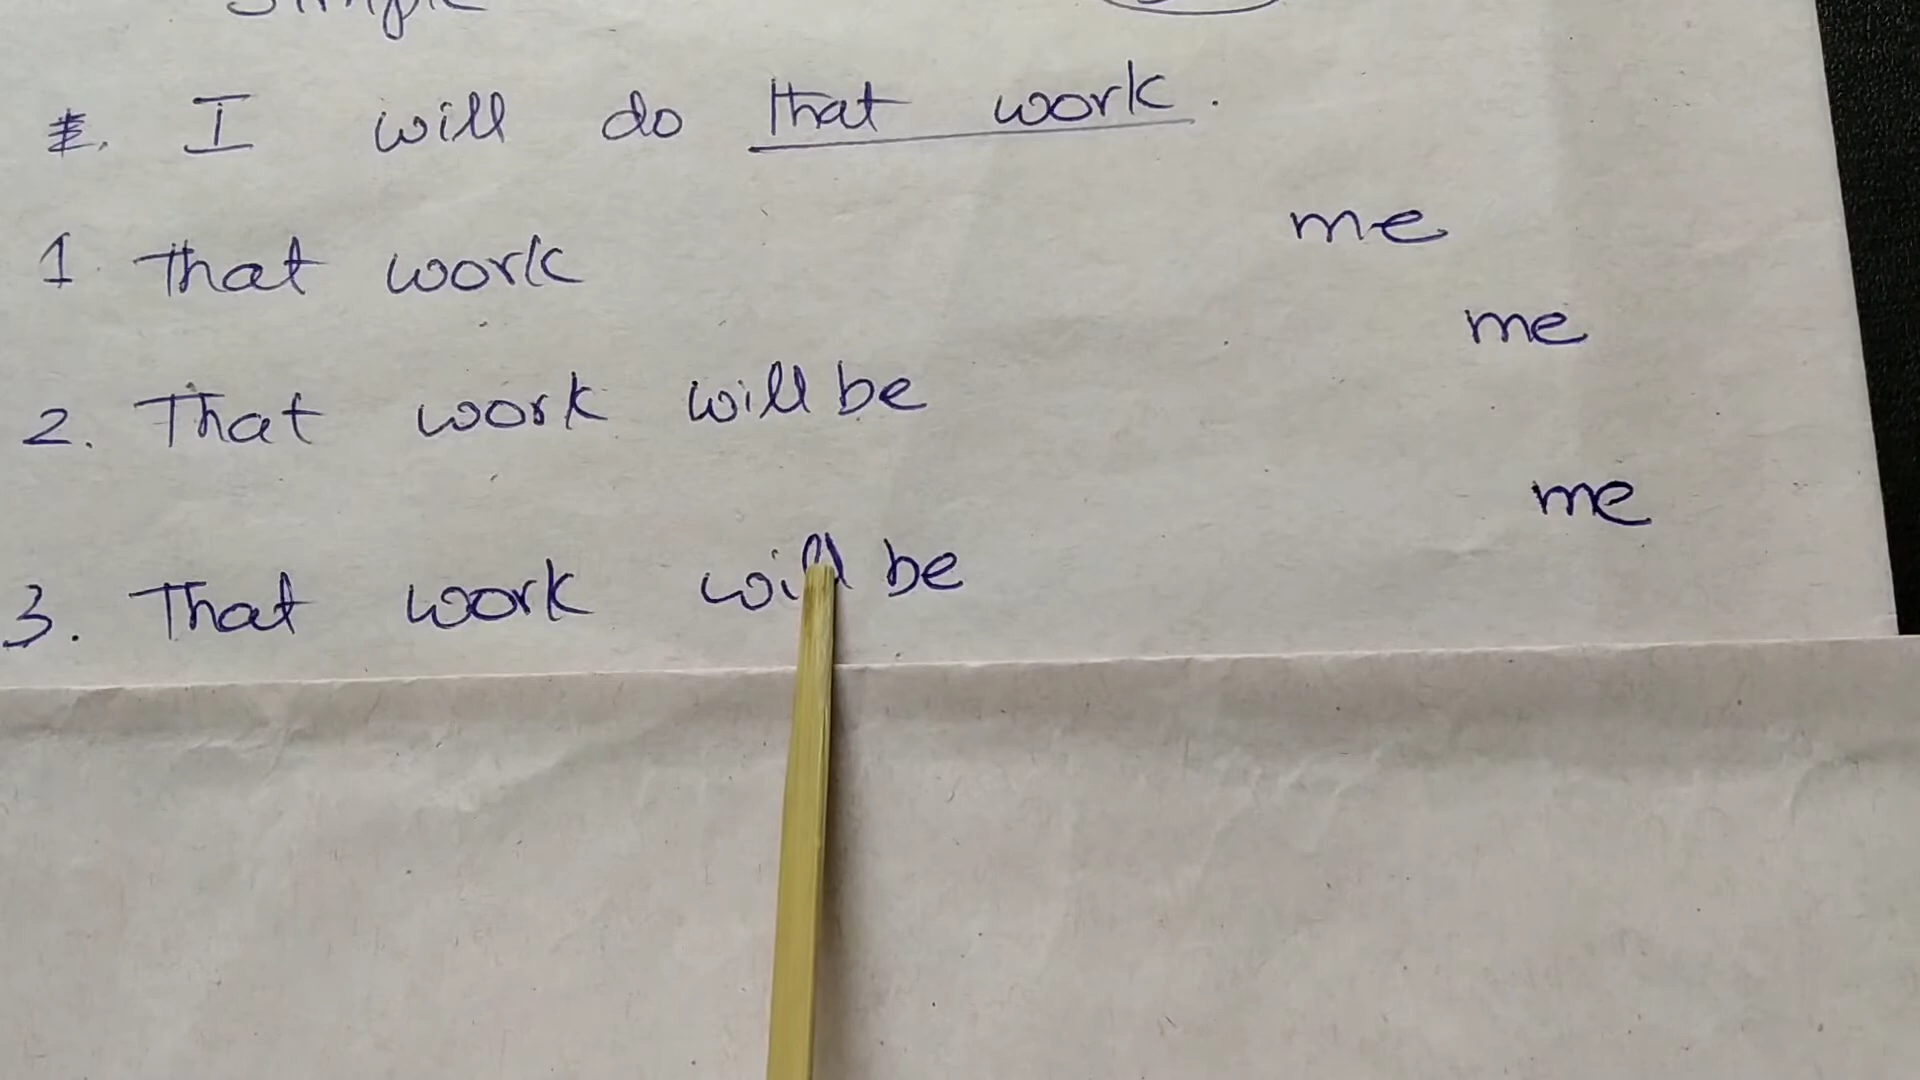 Simple
I will do that work.
1. That work me
2. That work will be me
3. That work will be me